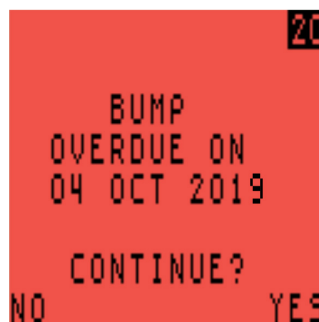 20
BUMP
OVERDUE ON
04 OCT 2019
CONTINUE?
NO YES